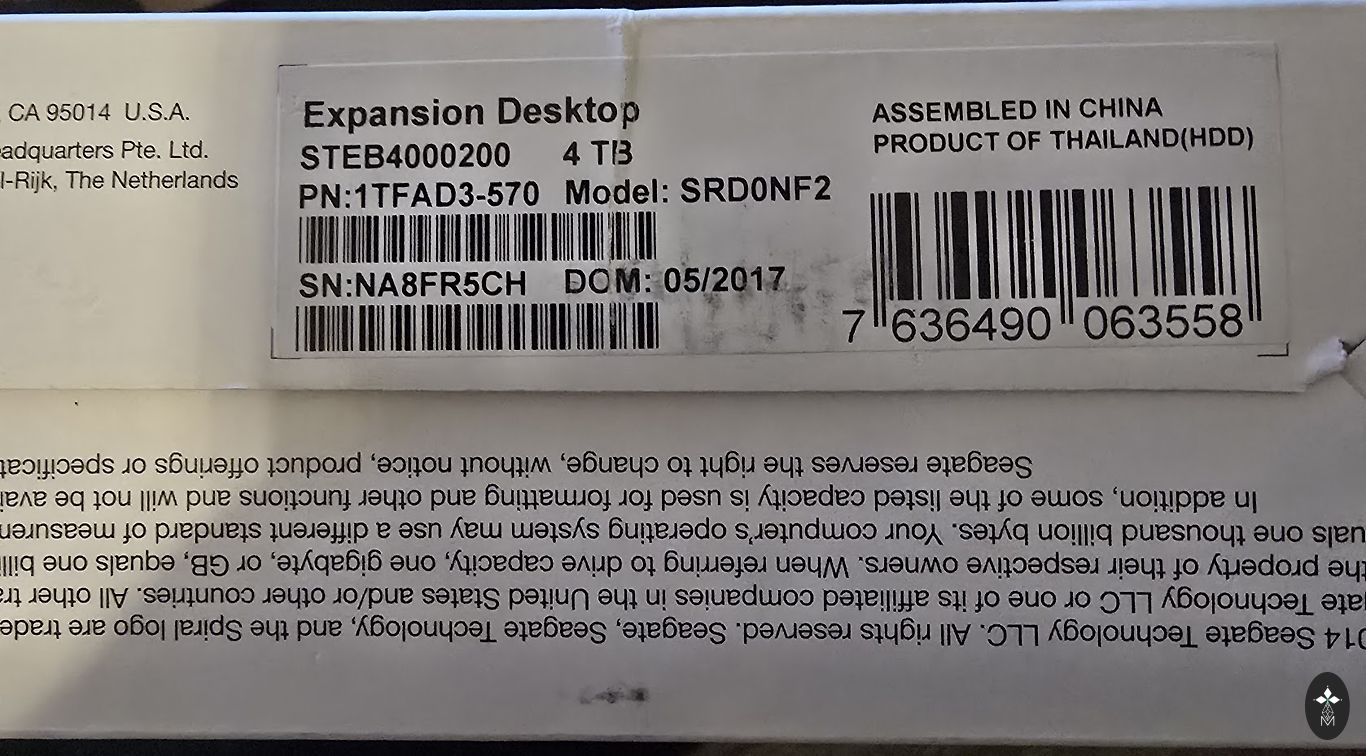 CA 95014 U.S.A.
adquarters Pte. Ltd.
l-Rijk, The Netherlands
Expansion Desktop
STEB4000200 4 TB
PN:1TFAD3-570 Model: SRD0NF2
SN:NA8FR5CH DOM: 05/2017
ASSEMBLED IN CHINA
PRODUCT OF THAILAND(HDD)
7 636490 063558
014 Seagate Technology LLC. All rights reserved. Seagate, Seagate Technology, and the Spiral logo are trade
gate Technology LLC or one of its affiliated companies in the United States and/or other countries. All other tr
the property of their respective owners. When referring to drive capacity, one gigabyte, or GB, equals one billi
uals one thousand billion bytes. Your computer's operating system may use a different standard of measurem
In addition, some of the listed capacity is used for formatting and other functions and will not be avai
Seagate reserves the right to change, without notice, product offerings or specificat
M